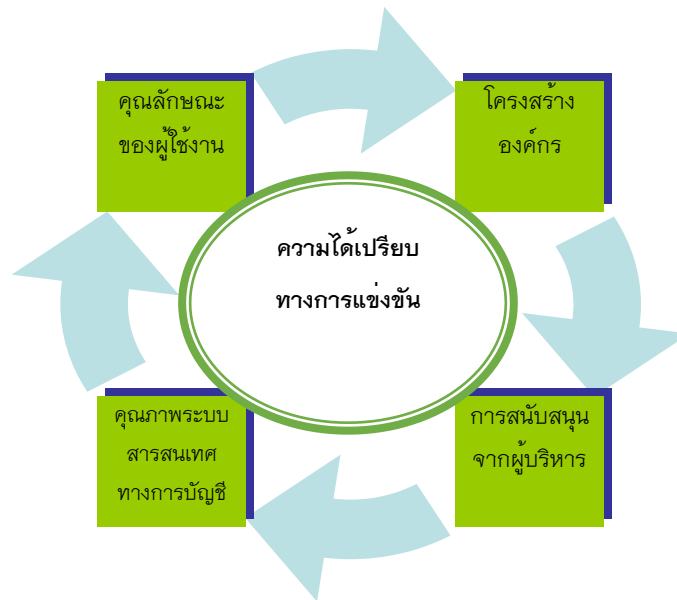 คุณลักษณะ
ของผู้ใช้งาน
โครงสร้าง
องค์กร
ความได้เปรียบ
ทางการแข่งขัน
คุณภาพระบบ
สารสนเทศ
ทางการบัญชี
การสนับสนุน
จากผู้บริหาร